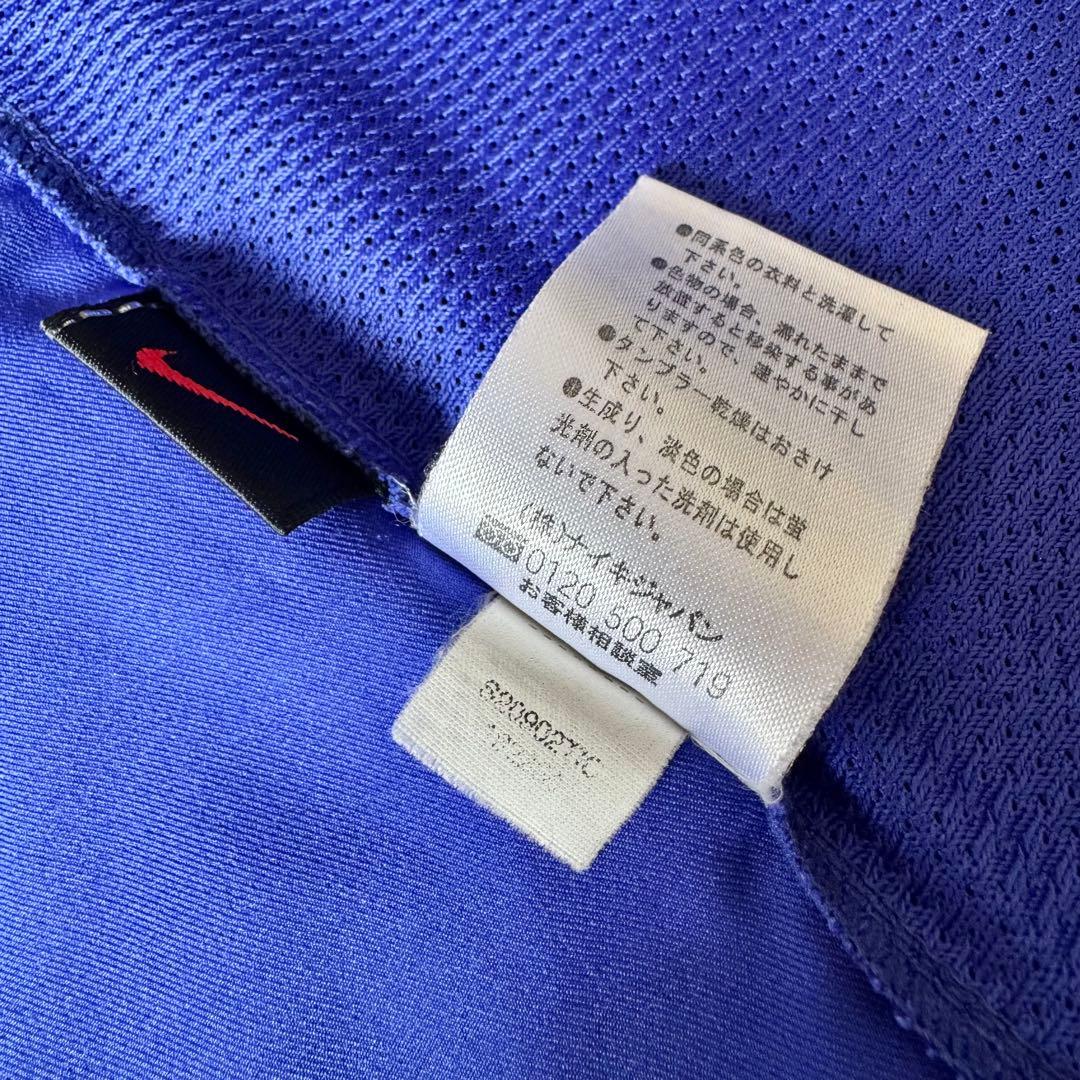 ●同系色の衣料と洗濯して
下さい。
●色物の場合、濡れたままで
放置すると移染する事があ
りますので、速やかに干し
て下さい。
●タンブラー乾燥はおさけ
下さい。
●生成り、淡色の場合は蛍
光剤の入った洗剤は使用し
ないで下さい。
(株)ナイキジャパン
0120 500 719
お客様相談室